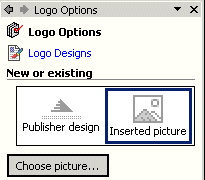 Logo Options
Logo Options
Logo Designs
New or existing
Publisher design
Inserted picture
Choose picture...